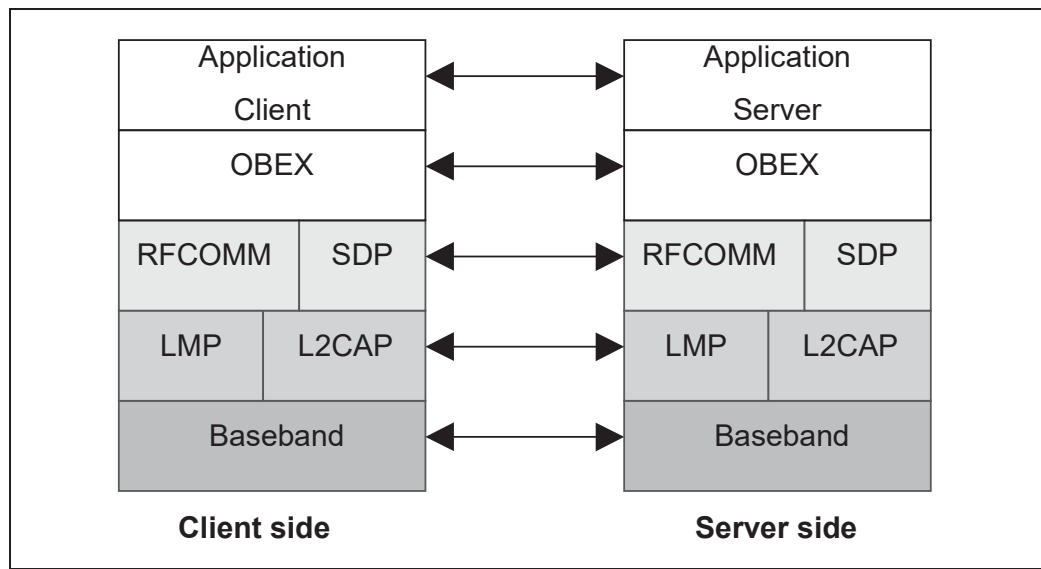 Application
Client
OBEX
RFCOMM SDP
LMP L2CAP
Baseband
Client side
Application
Server
OBEX
RFCOMM SDP
LMP L2CAP
Baseband
Server side